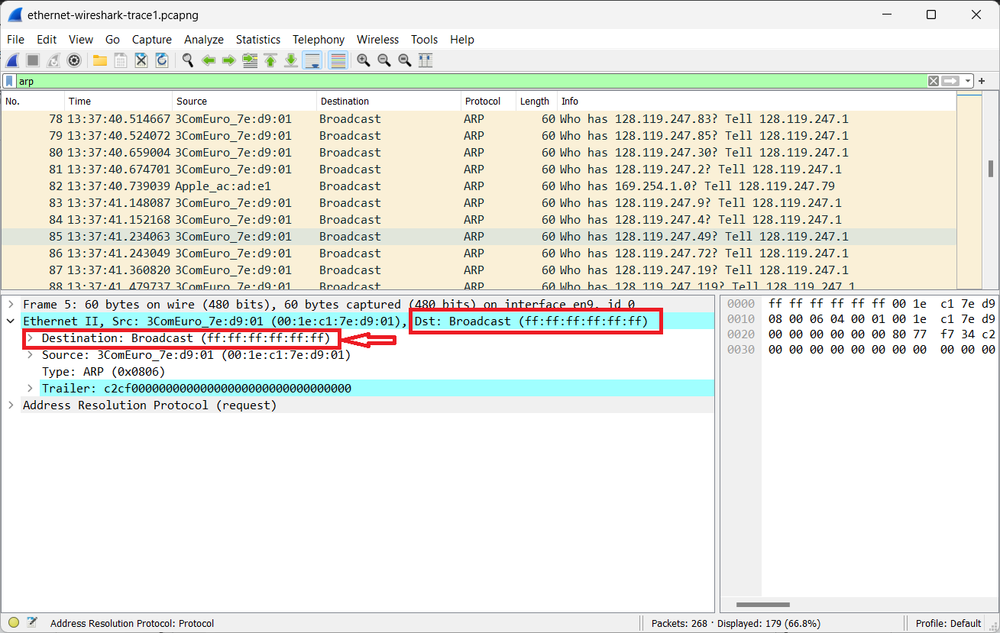 ethernet-wireshark-trace1.pcapng
File Edit View Go Capture Analyze Statistics Telephony Wireless Tools Help
arp
No. Time Source Destination Protocol Length Info
78 13:37:40.514667 3ComEuro_7e:d9:01 Broadcast ARP 60 Who has 128.119.247.83? Tell 128.119.247.1
79 13:37:40.524072 3ComEuro_7e:d9:01 Broadcast ARP 60 Who has 128.119.247.85? Tell 128.119.247.1
80 13:37:40.659004 3ComEuro_7e:d9:01 Broadcast ARP 60 Who has 128.119.247.30? Tell 128.119.247.1
81 13:37:40.674701 3ComEuro_7e:d9:01 Broadcast ARP 60 Who has 128.119.247.2? Tell 128.119.247.1
82 13:37:40.739039 Apple_ac:ad:e1 Broadcast ARP 60 Who has 169.254.1.0? Tell 128.119.247.79
83 13:37:41.148087 3ComEuro_7e:d9:01 Broadcast ARP 60 Who has 128.119.247.9? Tell 128.119.247.1
84 13:37:41.152168 3ComEuro_7e:d9:01 Broadcast ARP 60 Who has 128.119.247.4? Tell 128.119.247.1
85 13:37:41.234063 3ComEuro_7e:d9:01 Broadcast ARP 60 Who has 128.119.247.49? Tell 128.119.247.1
86 13:37:41.243049 3ComEuro_7e:d9:01 Broadcast ARP 60 Who has 128.119.247.72? Tell 128.119.247.1
87 13:37:41.360820 3ComEuro_7e:d9:01 Broadcast ARP 60 Who has 128.119.247.19? Tell 128.119.247.1
88 13:37:41.479737 3ComEuro_7e:d9:01 Broadcast ARP 60 Who has 128.119.247.119? Tell 128.119.247.1
Frame 5: 60 bytes on wire (480 bits), 60 bytes captured (480 bits) on interface en9, id 0
Ethernet II, Src: 3ComEuro_7e:d9:01 (00:1e:c1:7e:d9:01), Dst: Broadcast (ff:ff:ff:ff:ff:ff)
Destination: Broadcast (ff:ff:ff:ff:ff:ff)
Source: 3ComEuro_7e:d9:01 (00:1e:c1:7e:d9:01)
Type: ARP (0x0806)
Trailer: c2cf00000000000000000000000000000000
Address Resolution Protocol (request)
0000 ff ff ff ff ff ff 00 1e c1 7e d9
0010 08 00 06 04 00 01 00 1e c1 7e d9
0020 00 00 00 00 00 00 80 77 f7 34 c2
0030 00 00 00 00 00 00 00 00 00 00 00
Address Resolution Protocol: Protocol
Packets: 268 · Displayed: 179 (66.8%)
Profile: Default